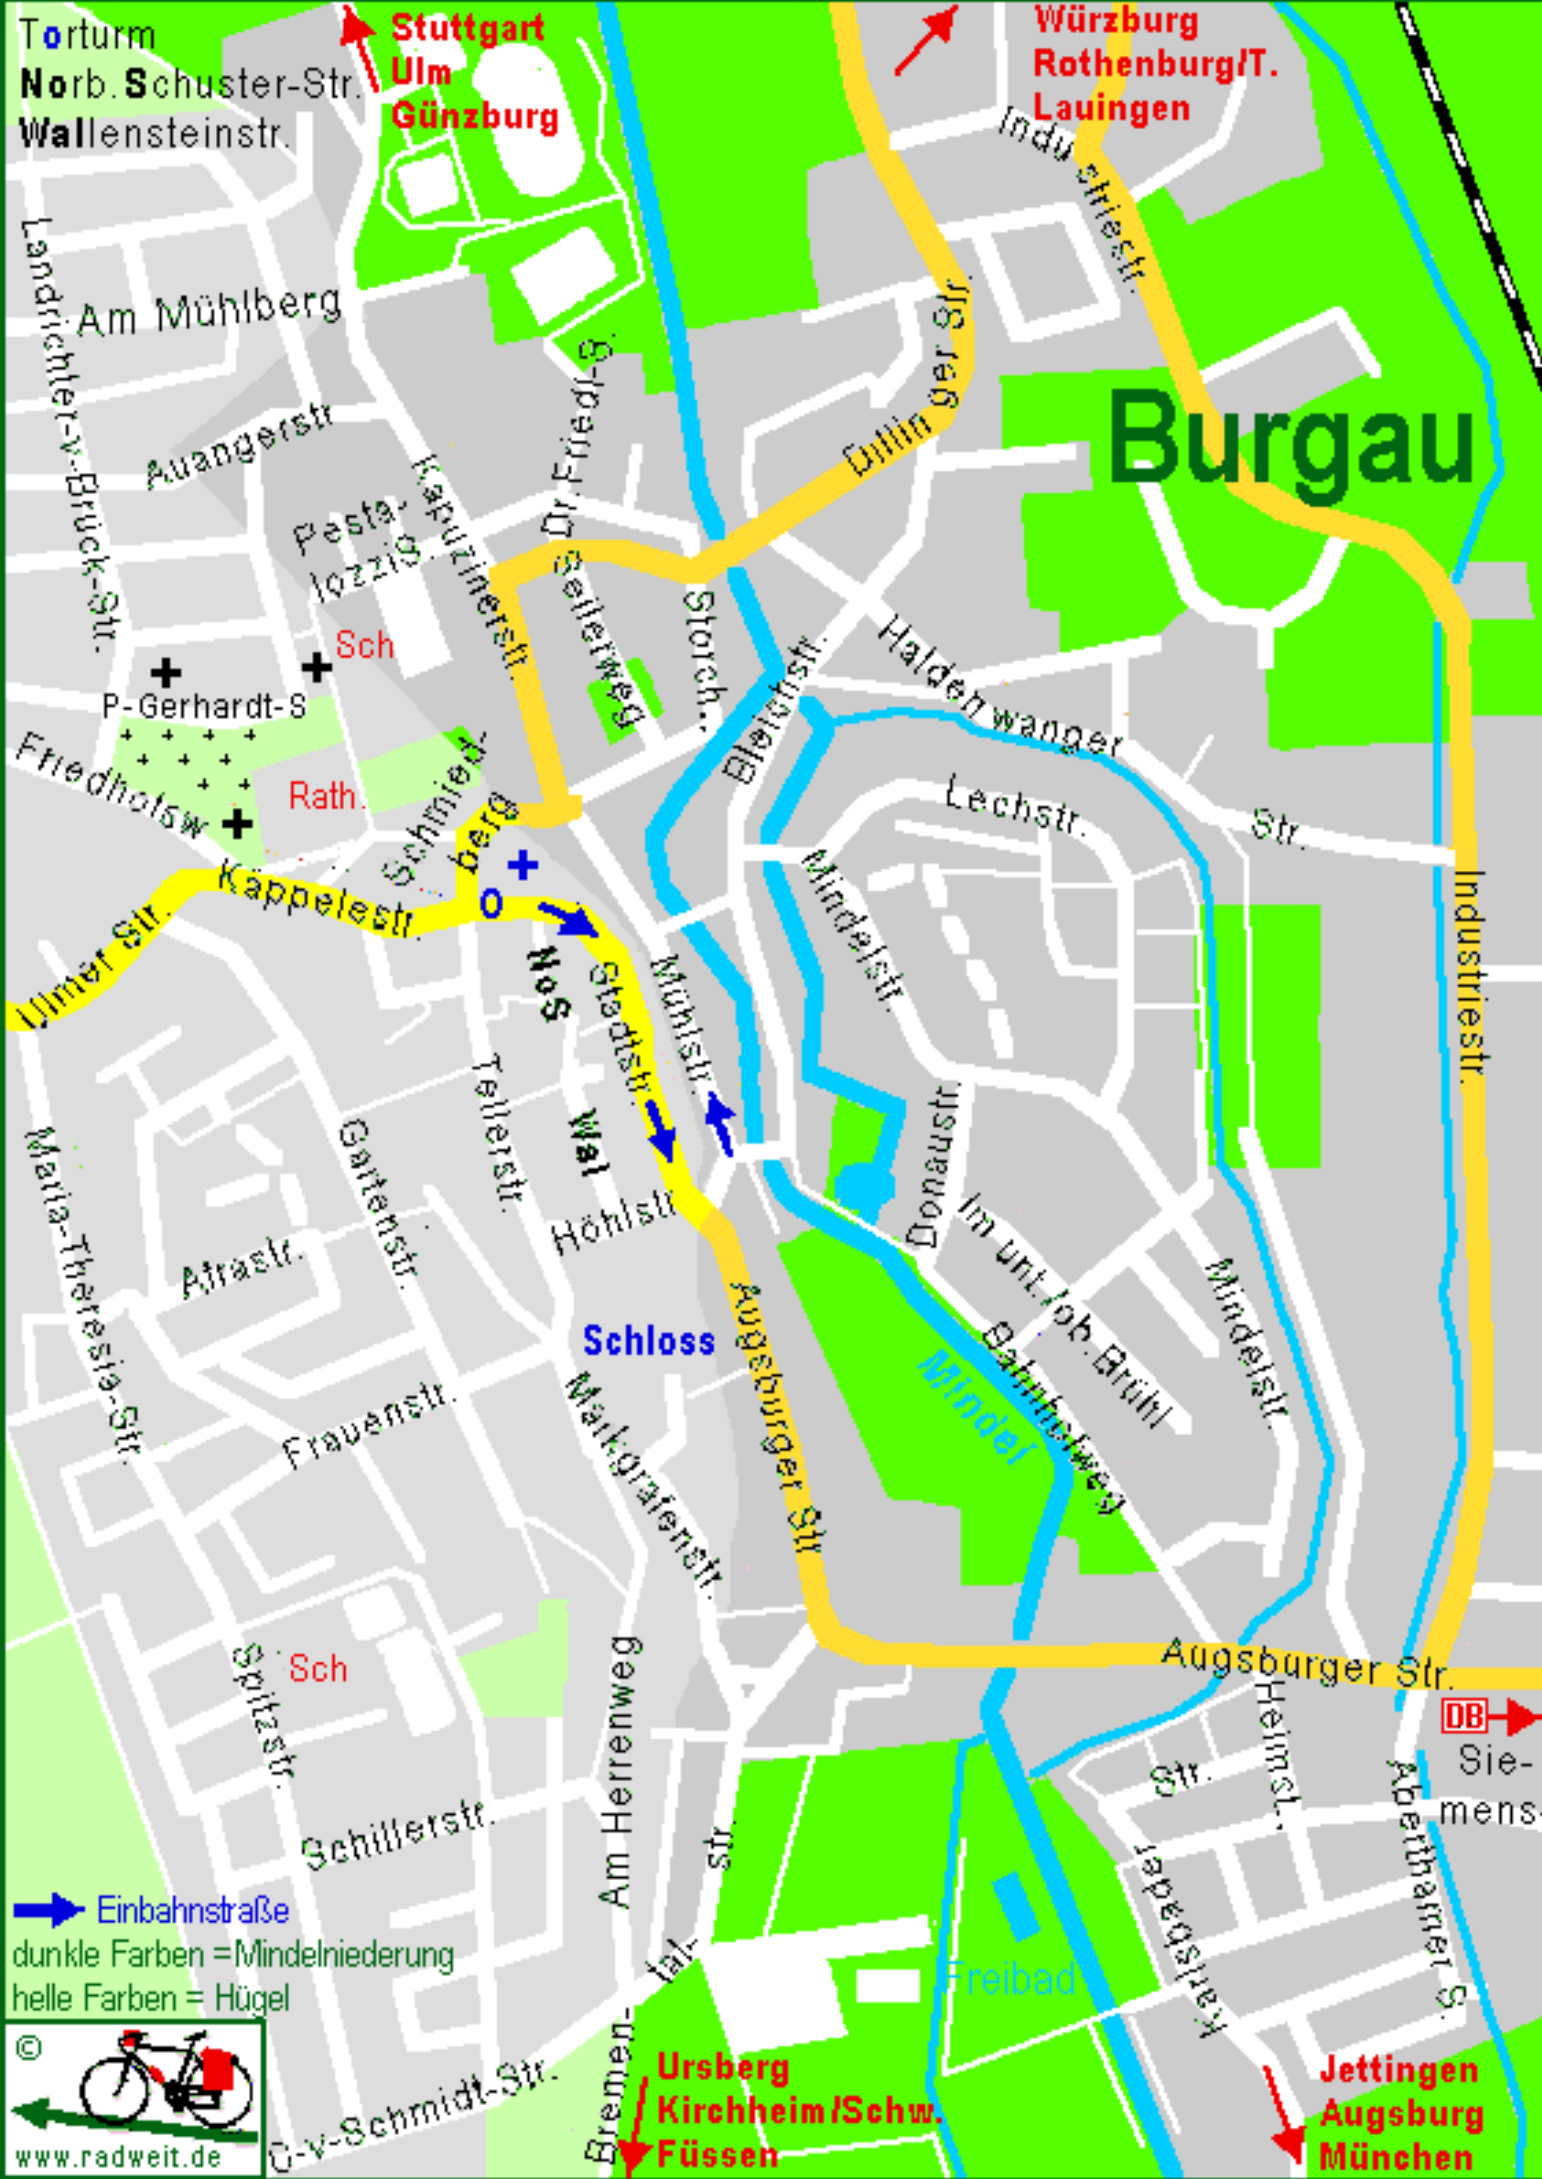 Torturm
Norb.Schuster-Str.
Wallensteinstr.
Stuttgart
Ulm
Günzburg
Würzburg
Rothenburg/T.
Lauingen
Industriestr.
Landrichter-v-Brück-Str.
Am Mühlberg
Dillinger Str.
Dr.Friedl-S.
Burgau
Auangerstr
Kapuzinerstr.
Pesta-
lozzis.
Seilerweg
Storch..
Sch
Bleichstr.
Haldenwanger
Str.
P-Gerhardt-S
Friedhofsw
Rath.
Schmied-
berg
Lechstr.
Käppelestr.
Ulmer Str.
O
Mindelstr.
Industriestr.
NoS
Stadtstr.
Mühlstr.
Tellerstr.
Wal
Donaustr.
Maria-Theresia-Str.
Gartenstr.
Höhlstr.
Im unt./ob. Brühl
Afrastr.
Mindelstr.
Schloss
Augsburger Str
Mindel
Bahnhofweg
Frauenstr.
Markgrafenstr.
Spitzstr.
Sch
Am Herrenweg
Augsburger Str.
DB
Sie-
mens-
Heimst..
Str.
Karlsbader
Abenthaimer S.
Schillerstr.
str.
tal-
Bremen-
Einbahnstraße
dunkle Farben =Mindelniederung
helle Farben = Hügel
Freibad
©
www.radweit.de
C-v-Schmidt-Str.
Ursberg
Kirchheim/Schw.
Füssen
Jettingen
Augsburg
München